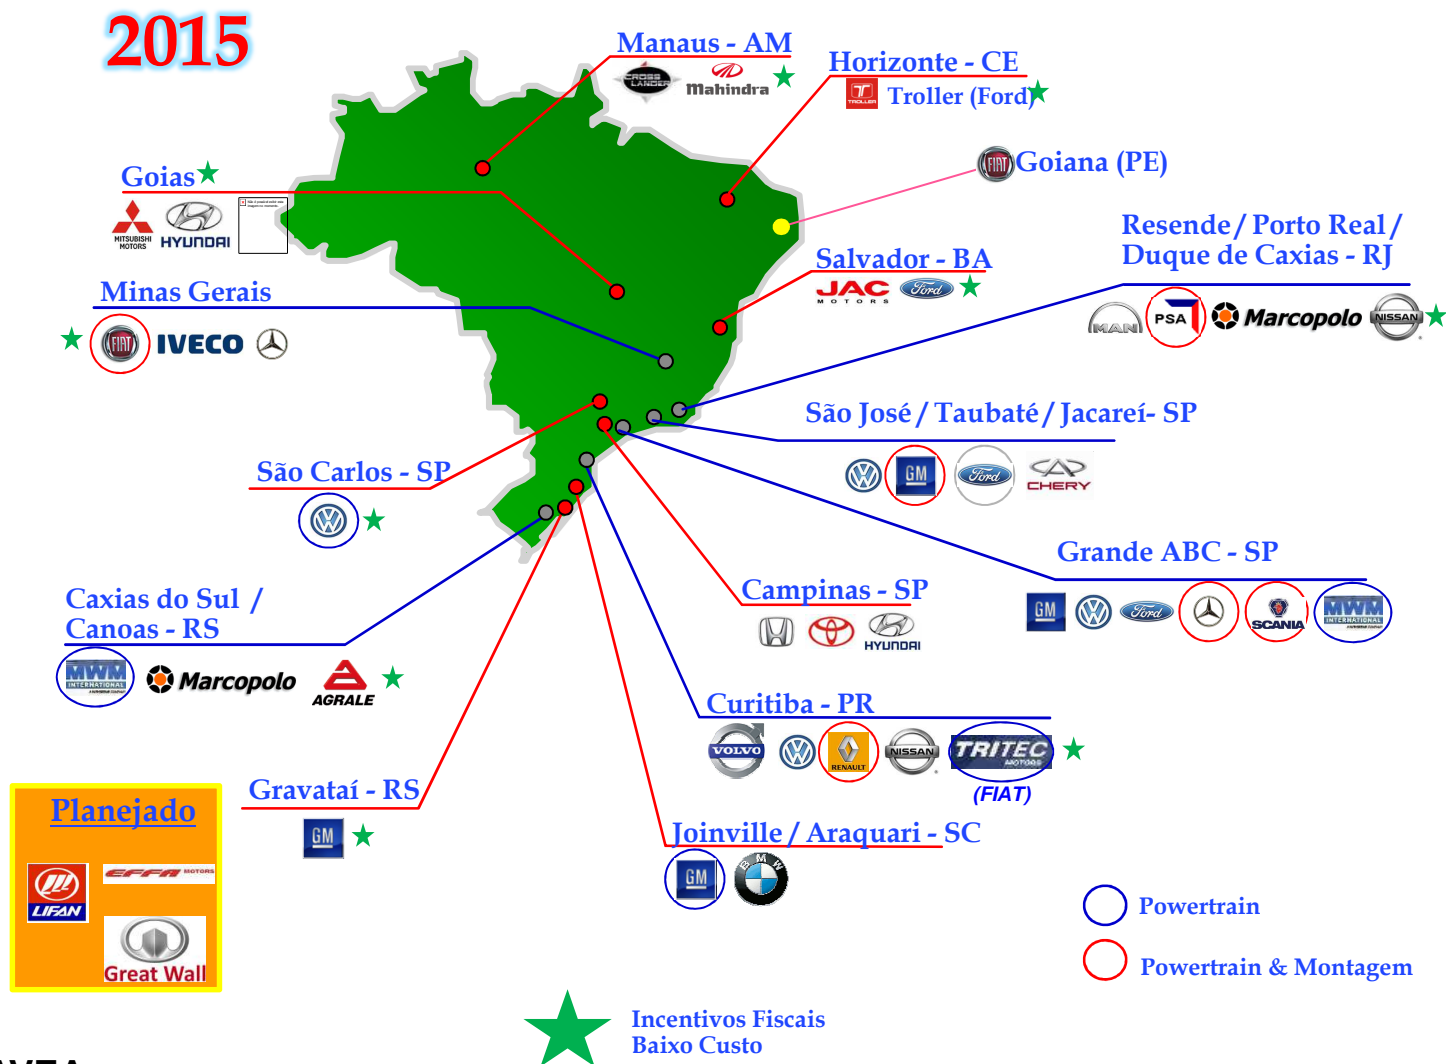 2015
Manaus - AM
CROSS
LANDER
Mahindra
Horizonte - CE
TROLLER
Troller (Ford)
FIAT
Goiana (PE)
Goias
MITSUBISHI
MOTORS
HYUNDAI
Resende / Porto Real /
Duque de Caxias - RJ
MAN
PSA
Marcopolo
NISSAN
Salvador - BA
JAC
MOTORS
Ford
Minas Gerais
FIAT
IVECO
São José / Taubaté / Jacareí- SP
GM
Ford
CHERY
São Carlos - SP
Grande ABC - SP
GM
Ford
SCANIA
MWM
INTERNATIONAL
Campinas - SP
HYUNDAI
Caxias do Sul /
Canoas - RS
MWM
INTERNATIONAL
Marcopolo
AGRALE
Curitiba - PR
VOLVO
RENAULT
NISSAN
TRITEC
MOTORS
(FIAT)
Gravataí - RS
GM
Joinville / Araquari - SC
GM
BMW
Planejado
LIFAN
EFFA MOTORS
Great Wall
Powertrain
Powertrain & Montagem
Incentivos Fiscais
Baixo Custo